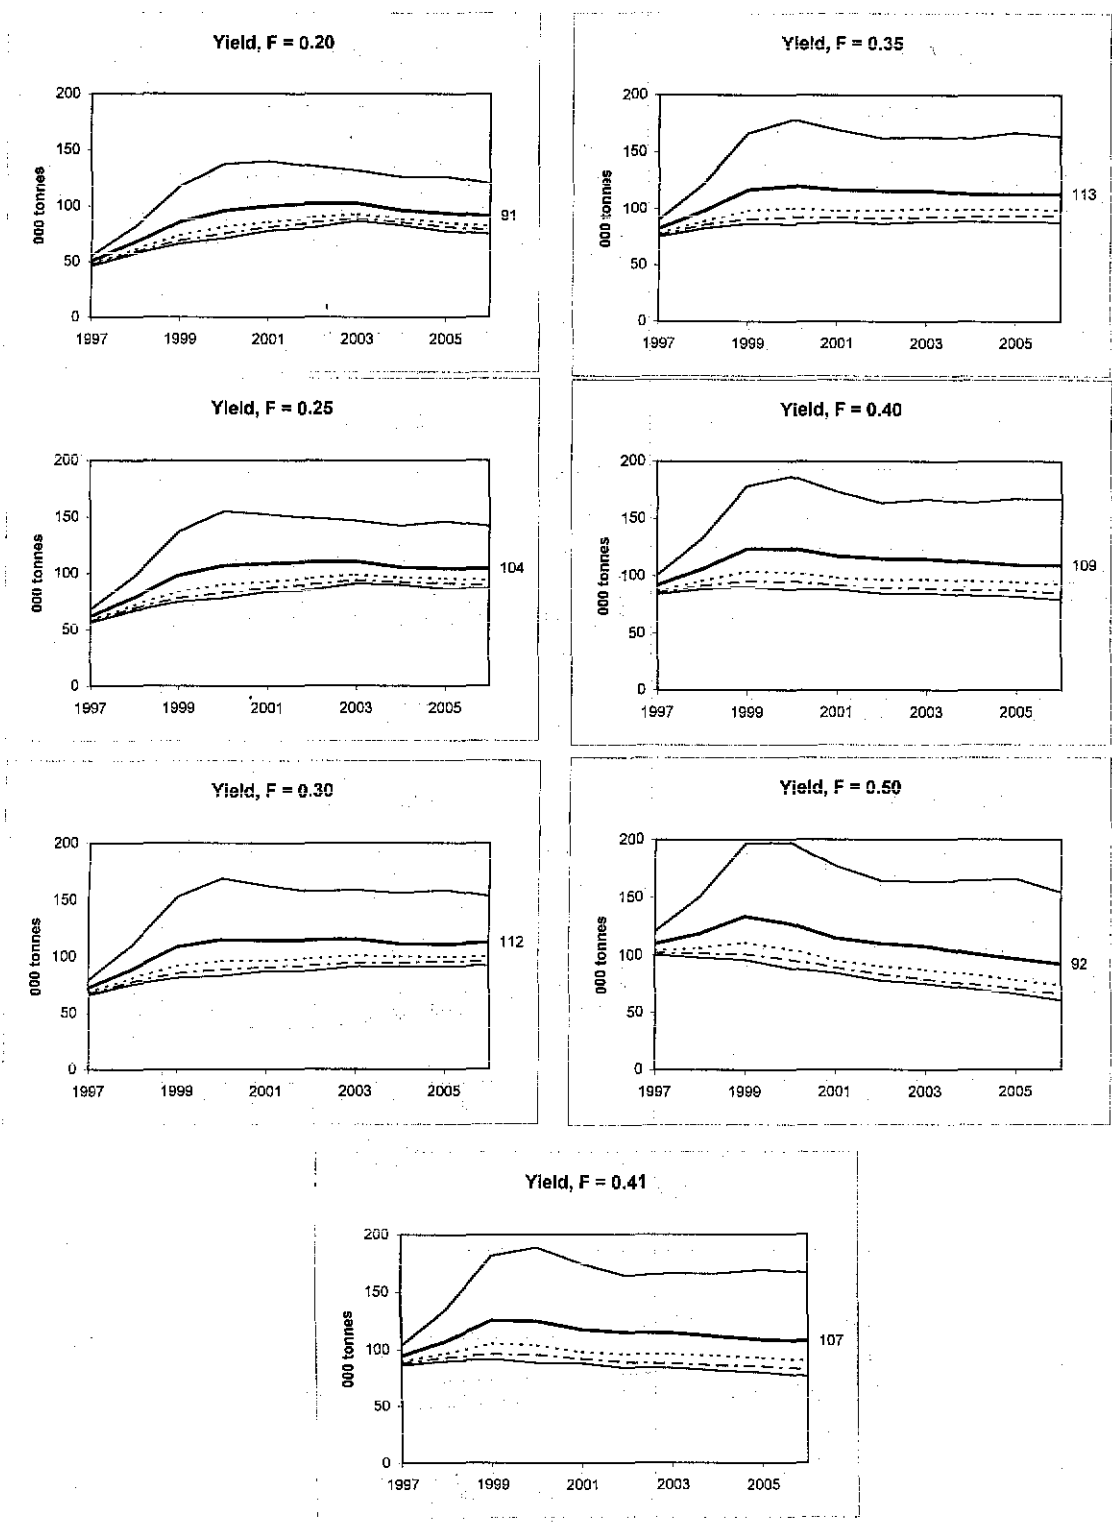 Yield, F = 0.20
200
150
100
50
0
000 tonnes
91
1997 1999 2001 2003 2005
Yield, F = 0.35
200
150
100
50
0
000 tonnes
113
1997 1999 2001 2003 2005
Yield, F = 0.25
200
150
100
50
0
000 tonnes
104
1997 1999 2001 2003 2005
Yield, F = 0.40
200
150
100
50
0
000 tonnes
109
1997 1999 2001 2003 2005
Yield, F = 0.30
200
150
100
50
0
000 tonnes
112
1997 1999 2001 2003 2005
Yield, F = 0.50
200
150
100
50
0
000 tonnes
92
1997 1999 2001 2003 2005
Yield, F = 0.41
200
150
100
50
0
000 tonnes
107
1997 1999 2001 2003 2005